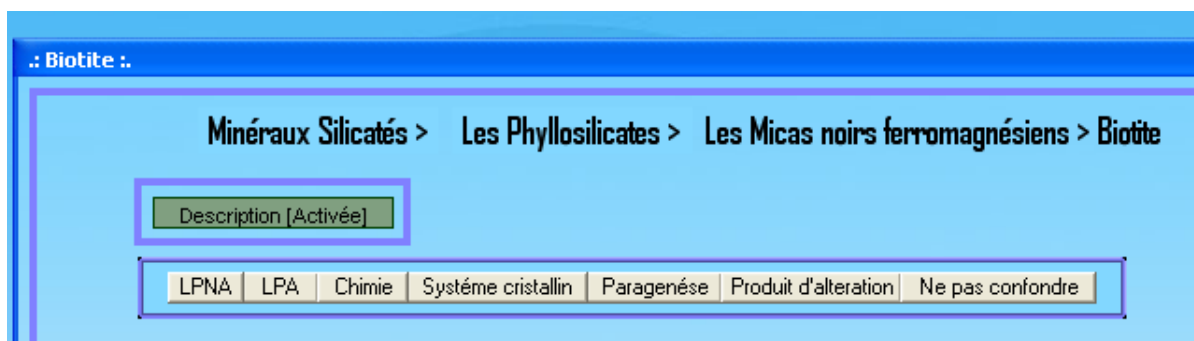 .: Biotite :.
Minéraux Silicatés > Les Phyllosilicates > Les Micas noirs ferromagnésiens > Biotite
Description [Activée]
LPNA LPA Chimie Systéme cristallin Paragenése Produit d'alteration Ne pas confondre